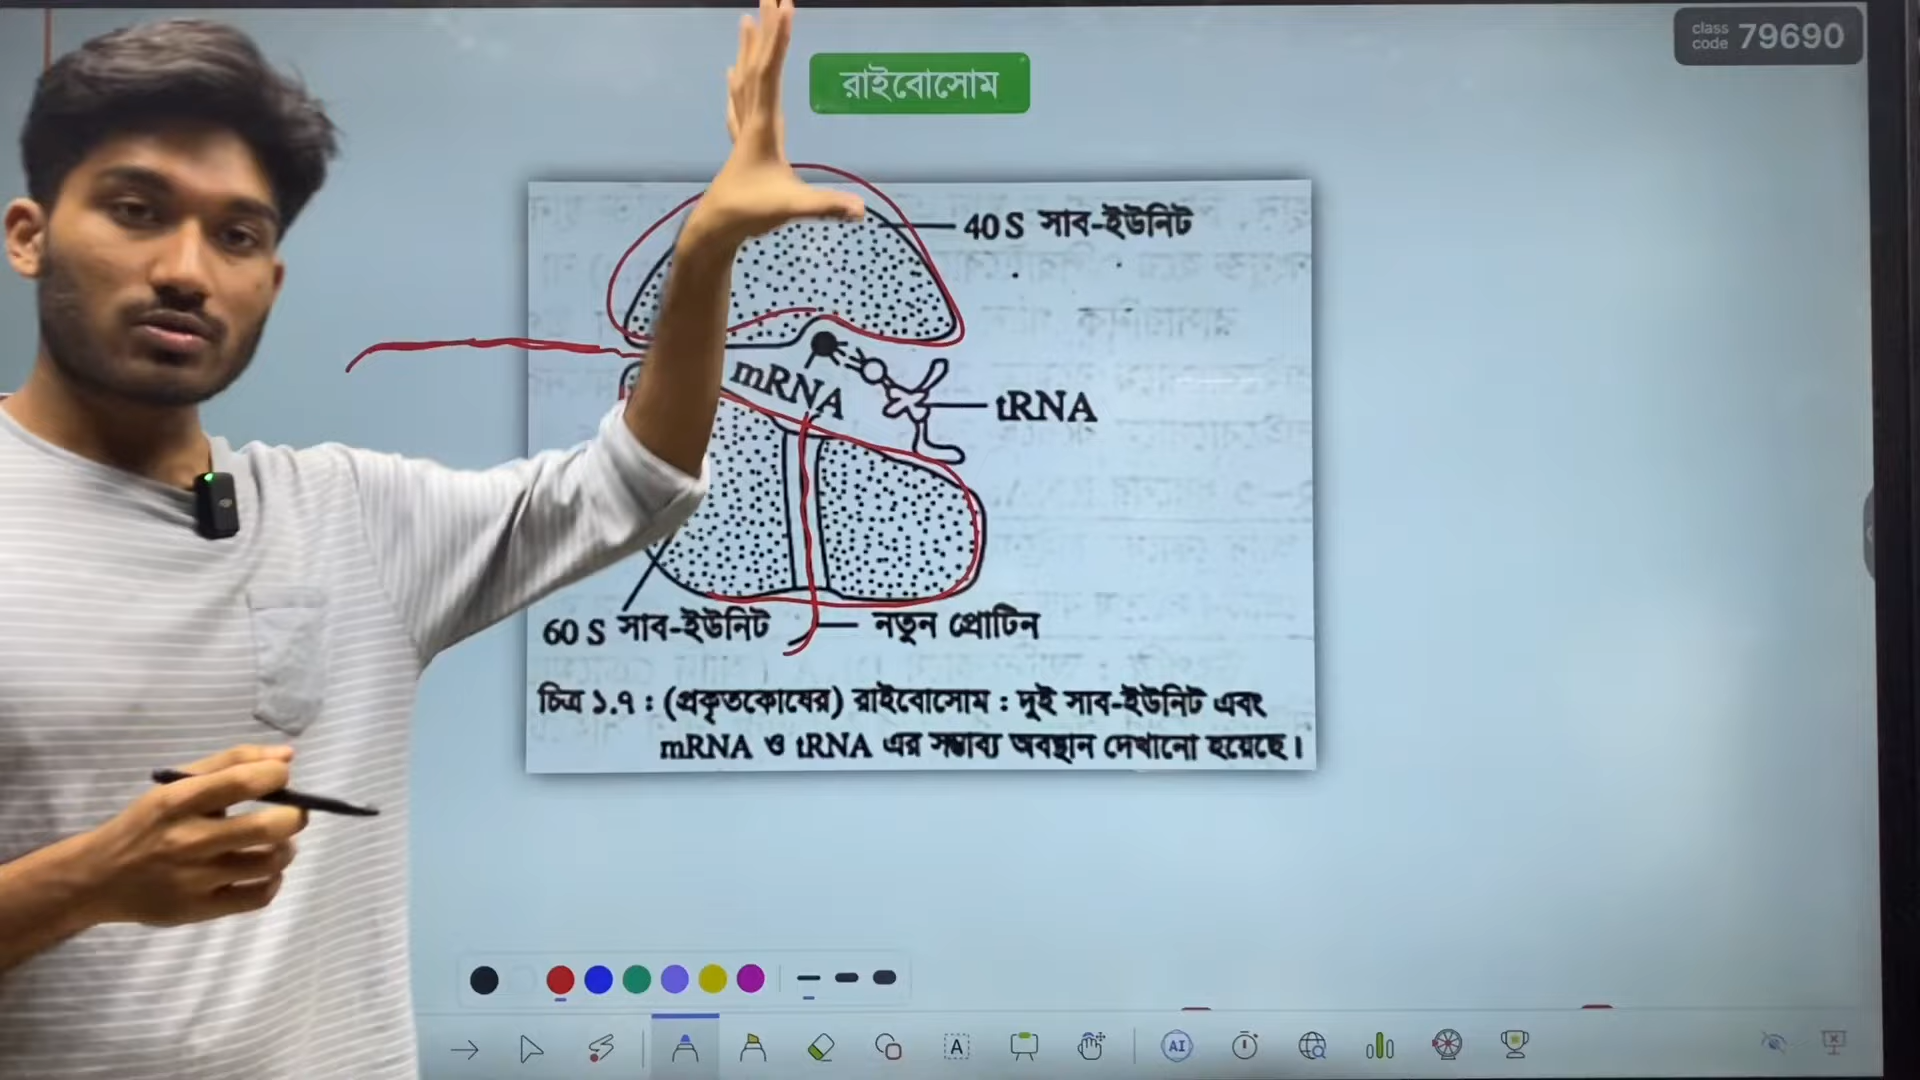 class
code 79690
রাইবোসোম
40 S সাব-ইউনিট
mRNA
tRNA
60 S সাব-ইউনিট
নতুন প্রোটিন
চিত্র ১.৭ : (প্রকৃতকোষের) রাইবোসোম : দুই সাব-ইউনিট এবং
mRNA ও tRNA এর সম্ভাব্য অবস্থান দেখানো হয়েছে।
A
AI